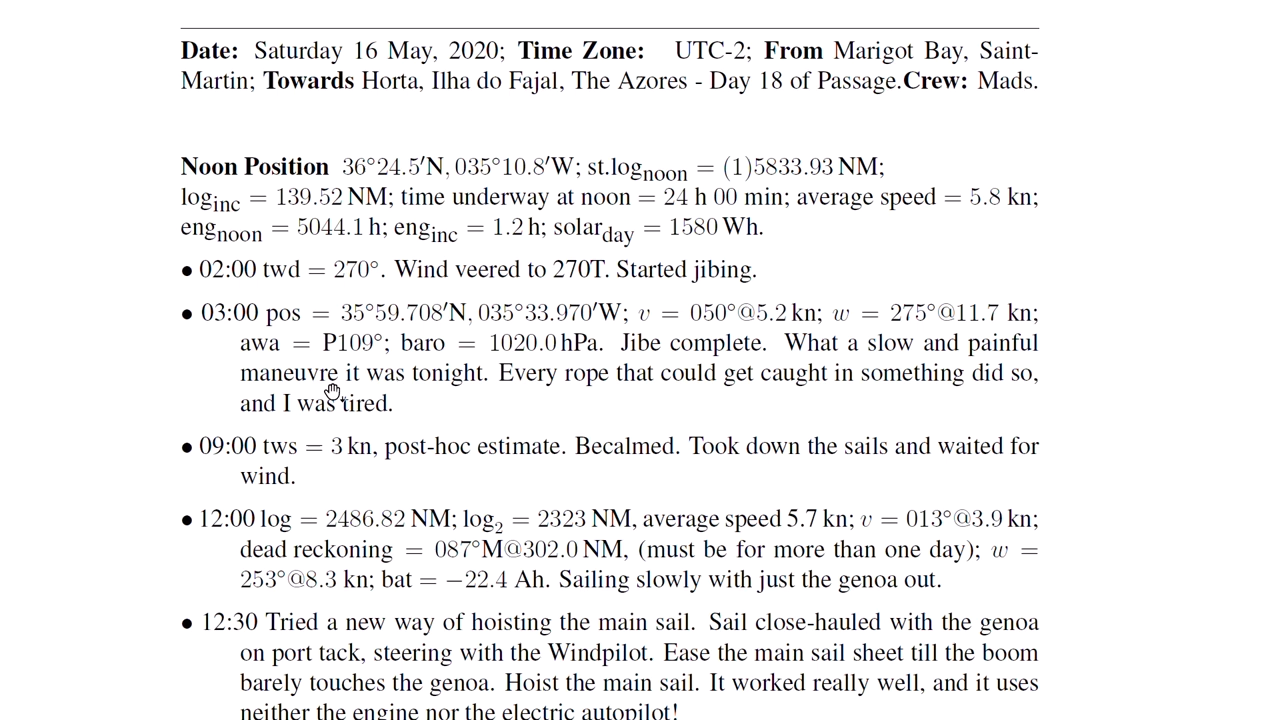 Date: Saturday 16 May, 2020; Time Zone: UTC-2; From Marigot Bay, Saint-
Martin; Towards Horta, Ilha do Fajal, The Azores - Day 18 of Passage.Crew: Mads.
Noon Position 36°24.5′N, 035°10.8′W; st.log_noon = (1)5833.93 NM;
log_inc = 139.52 NM; time underway at noon = 24 h 00 min; average speed = 5.8 kn;
eng_noon = 5044.1 h; eng_inc = 1.2 h; solar_day = 1580 Wh.
• 02:00 twd = 270°. Wind veered to 270T. Started jibing.
• 03:00 pos = 35°59.708′N, 035°33.970′W; v = 050°@5.2 kn; w = 275°@11.7 kn;
awa = P109°; baro = 1020.0 hPa. Jibe complete. What a slow and painful
maneuvre it was tonight. Every rope that could get caught in something did so,
and I was tired.
• 09:00 tws = 3 kn, post-hoc estimate. Becalmed. Took down the sails and waited for
wind.
• 12:00 log = 2486.82 NM; log₂ = 2323 NM, average speed 5.7 kn; v = 013°@3.9 kn;
dead reckoning = 087°M@302.0 NM, (must be for more than one day); w =
253°@8.3 kn; bat = −22.4 Ah. Sailing slowly with just the genoa out.
• 12:30 Tried a new way of hoisting the main sail. Sail close-hauled with the genoa
on port tack, steering with the Windpilot. Ease the main sail sheet till the boom
barely touches the genoa. Hoist the main sail. It worked really well, and it uses
neither the engine nor the electric autopilot!